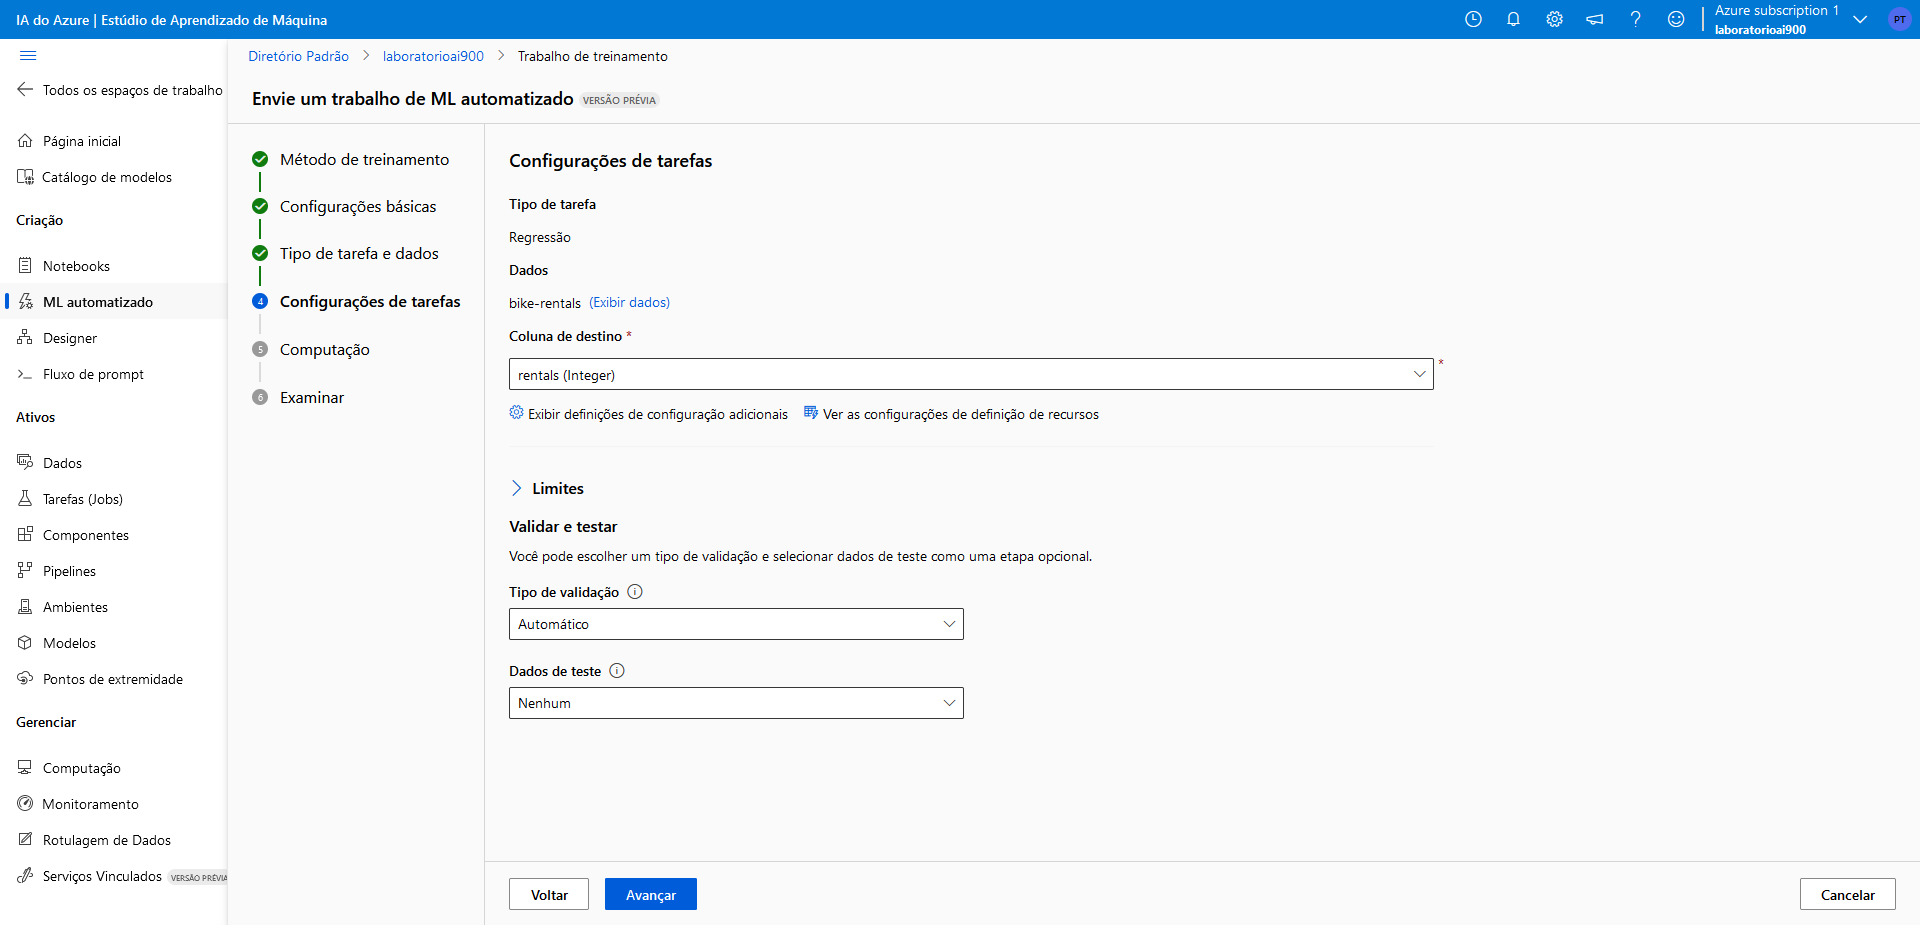 IA do Azure | Estúdio de Aprendizado de Máquina
Azure subscription 1
laboratorioai900
PT
Todos os espaços de trabalho
Página inicial
Catálogo de modelos
Criação
Notebooks
ML automatizado
Designer
Fluxo de prompt
Ativos
Dados
Tarefas (Jobs)
Componentes
Pipelines
Ambientes
Modelos
Pontos de extremidade
Gerenciar
Computação
Monitoramento
Rotulagem de Dados
Serviços Vinculados VERSÃO PRÉVIA
Diretório Padrão > laboratorioai900 > Trabalho de treinamento
Envie um trabalho de ML automatizado VERSÃO PRÉVIA
Método de treinamento
Configurações básicas
Tipo de tarefa e dados
4 Configurações de tarefas
5 Computação
6 Examinar
Configurações de tarefas
Tipo de tarefa
Regressão
Dados
bike-rentals (Exibir dados)
Coluna de destino *
rentals (Integer) *
Exibir definições de configuração adicionais Ver as configurações de definição de recursos
Limites
Validar e testar
Você pode escolher um tipo de validação e selecionar dados de teste como uma etapa opcional.
Tipo de validação
Automático
Dados de teste
Nenhum
Voltar Avançar Cancelar